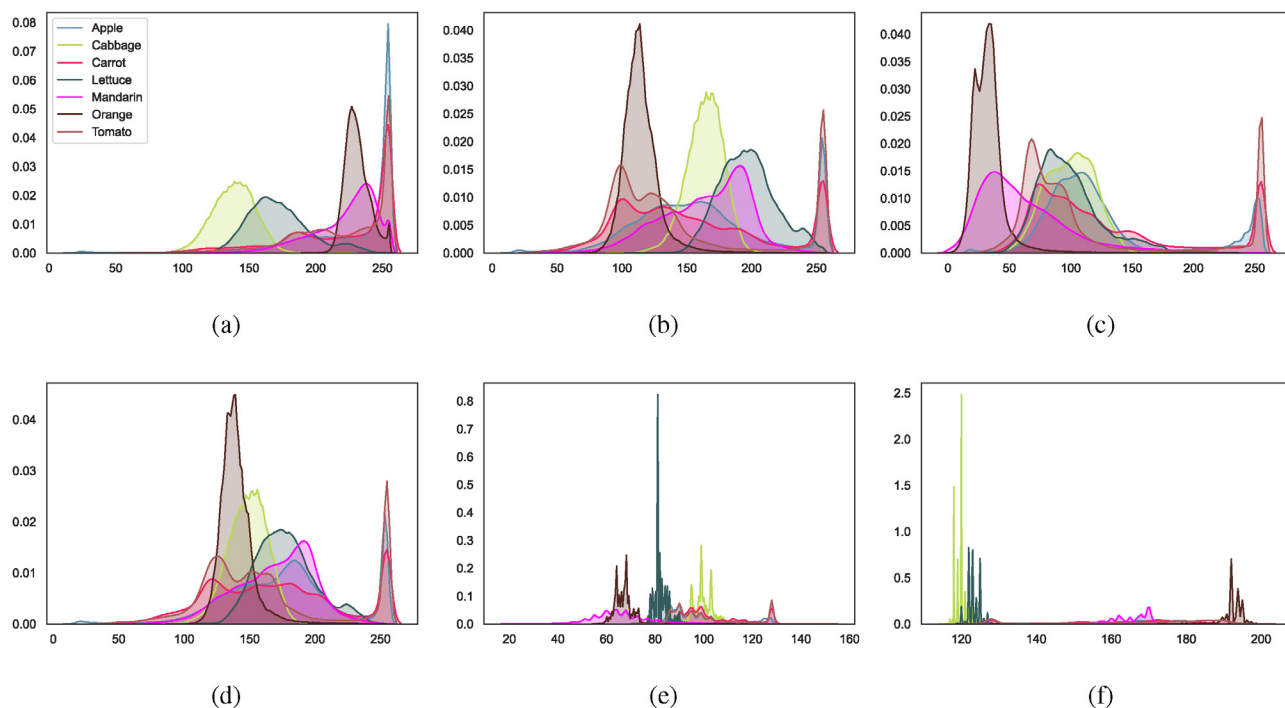 0.08
0.07
0.06
0.05
0.04
0.03
0.02
0.01
0.000
0 50 100 150 200 250
Apple
Cabbage
Carrot
Lettuce
Mandarin
Orange
Tomato
(a)
0.040
0.035
0.030
0.025
0.020
0.015
0.010
0.005
0.000
0 50 100 150 200 250
(b)
0.040
0.035
0.030
0.025
0.020
0.015
0.010
0.005
0.000
0 50 100 150 200 250
(c)
0.04
0.03
0.02
0.01
0.00
0 50 100 150 200 250
(d)
0.8
0.7
0.6
0.5
0.4
0.3
0.2
0.1
0.0
20 40 60 80 100 120 140 160
(e)
2.5
2.0
1.5
1.0
0.5
0.0
120 140 160 180 200
(f)